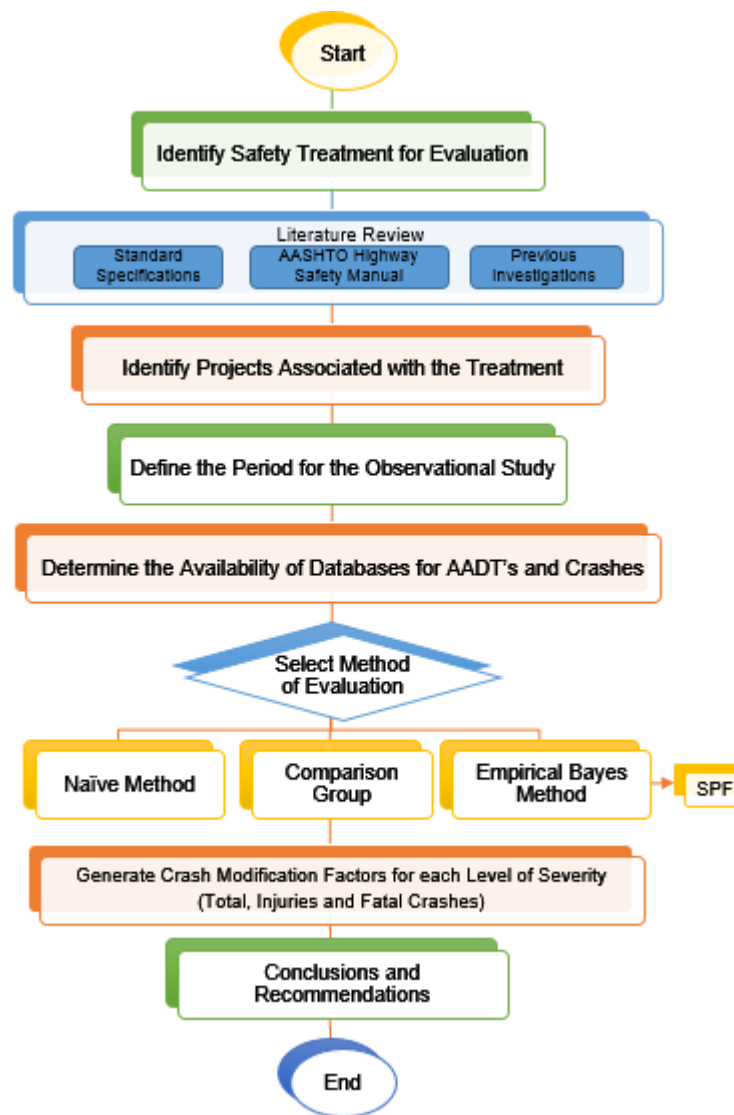 Start
Identify Safety Treatment for Evaluation
Literature Review
Standard
Specifications
AASHTO Highway
Safety Manual
Previous
Investigations
Identify Projects Associated with the Treatment
Define the Period for the Observational Study
Determine the Availability of Databases for AADT's and Crashes
Select Method
of Evaluation
Naïve Method
Comparison
Group
Empirical Bayes
Method
SPF
Generate Crash Modification Factors for each Level of Severity
(Total, Injuries and Fatal Crashes)
Conclusions and
Recommendations
End